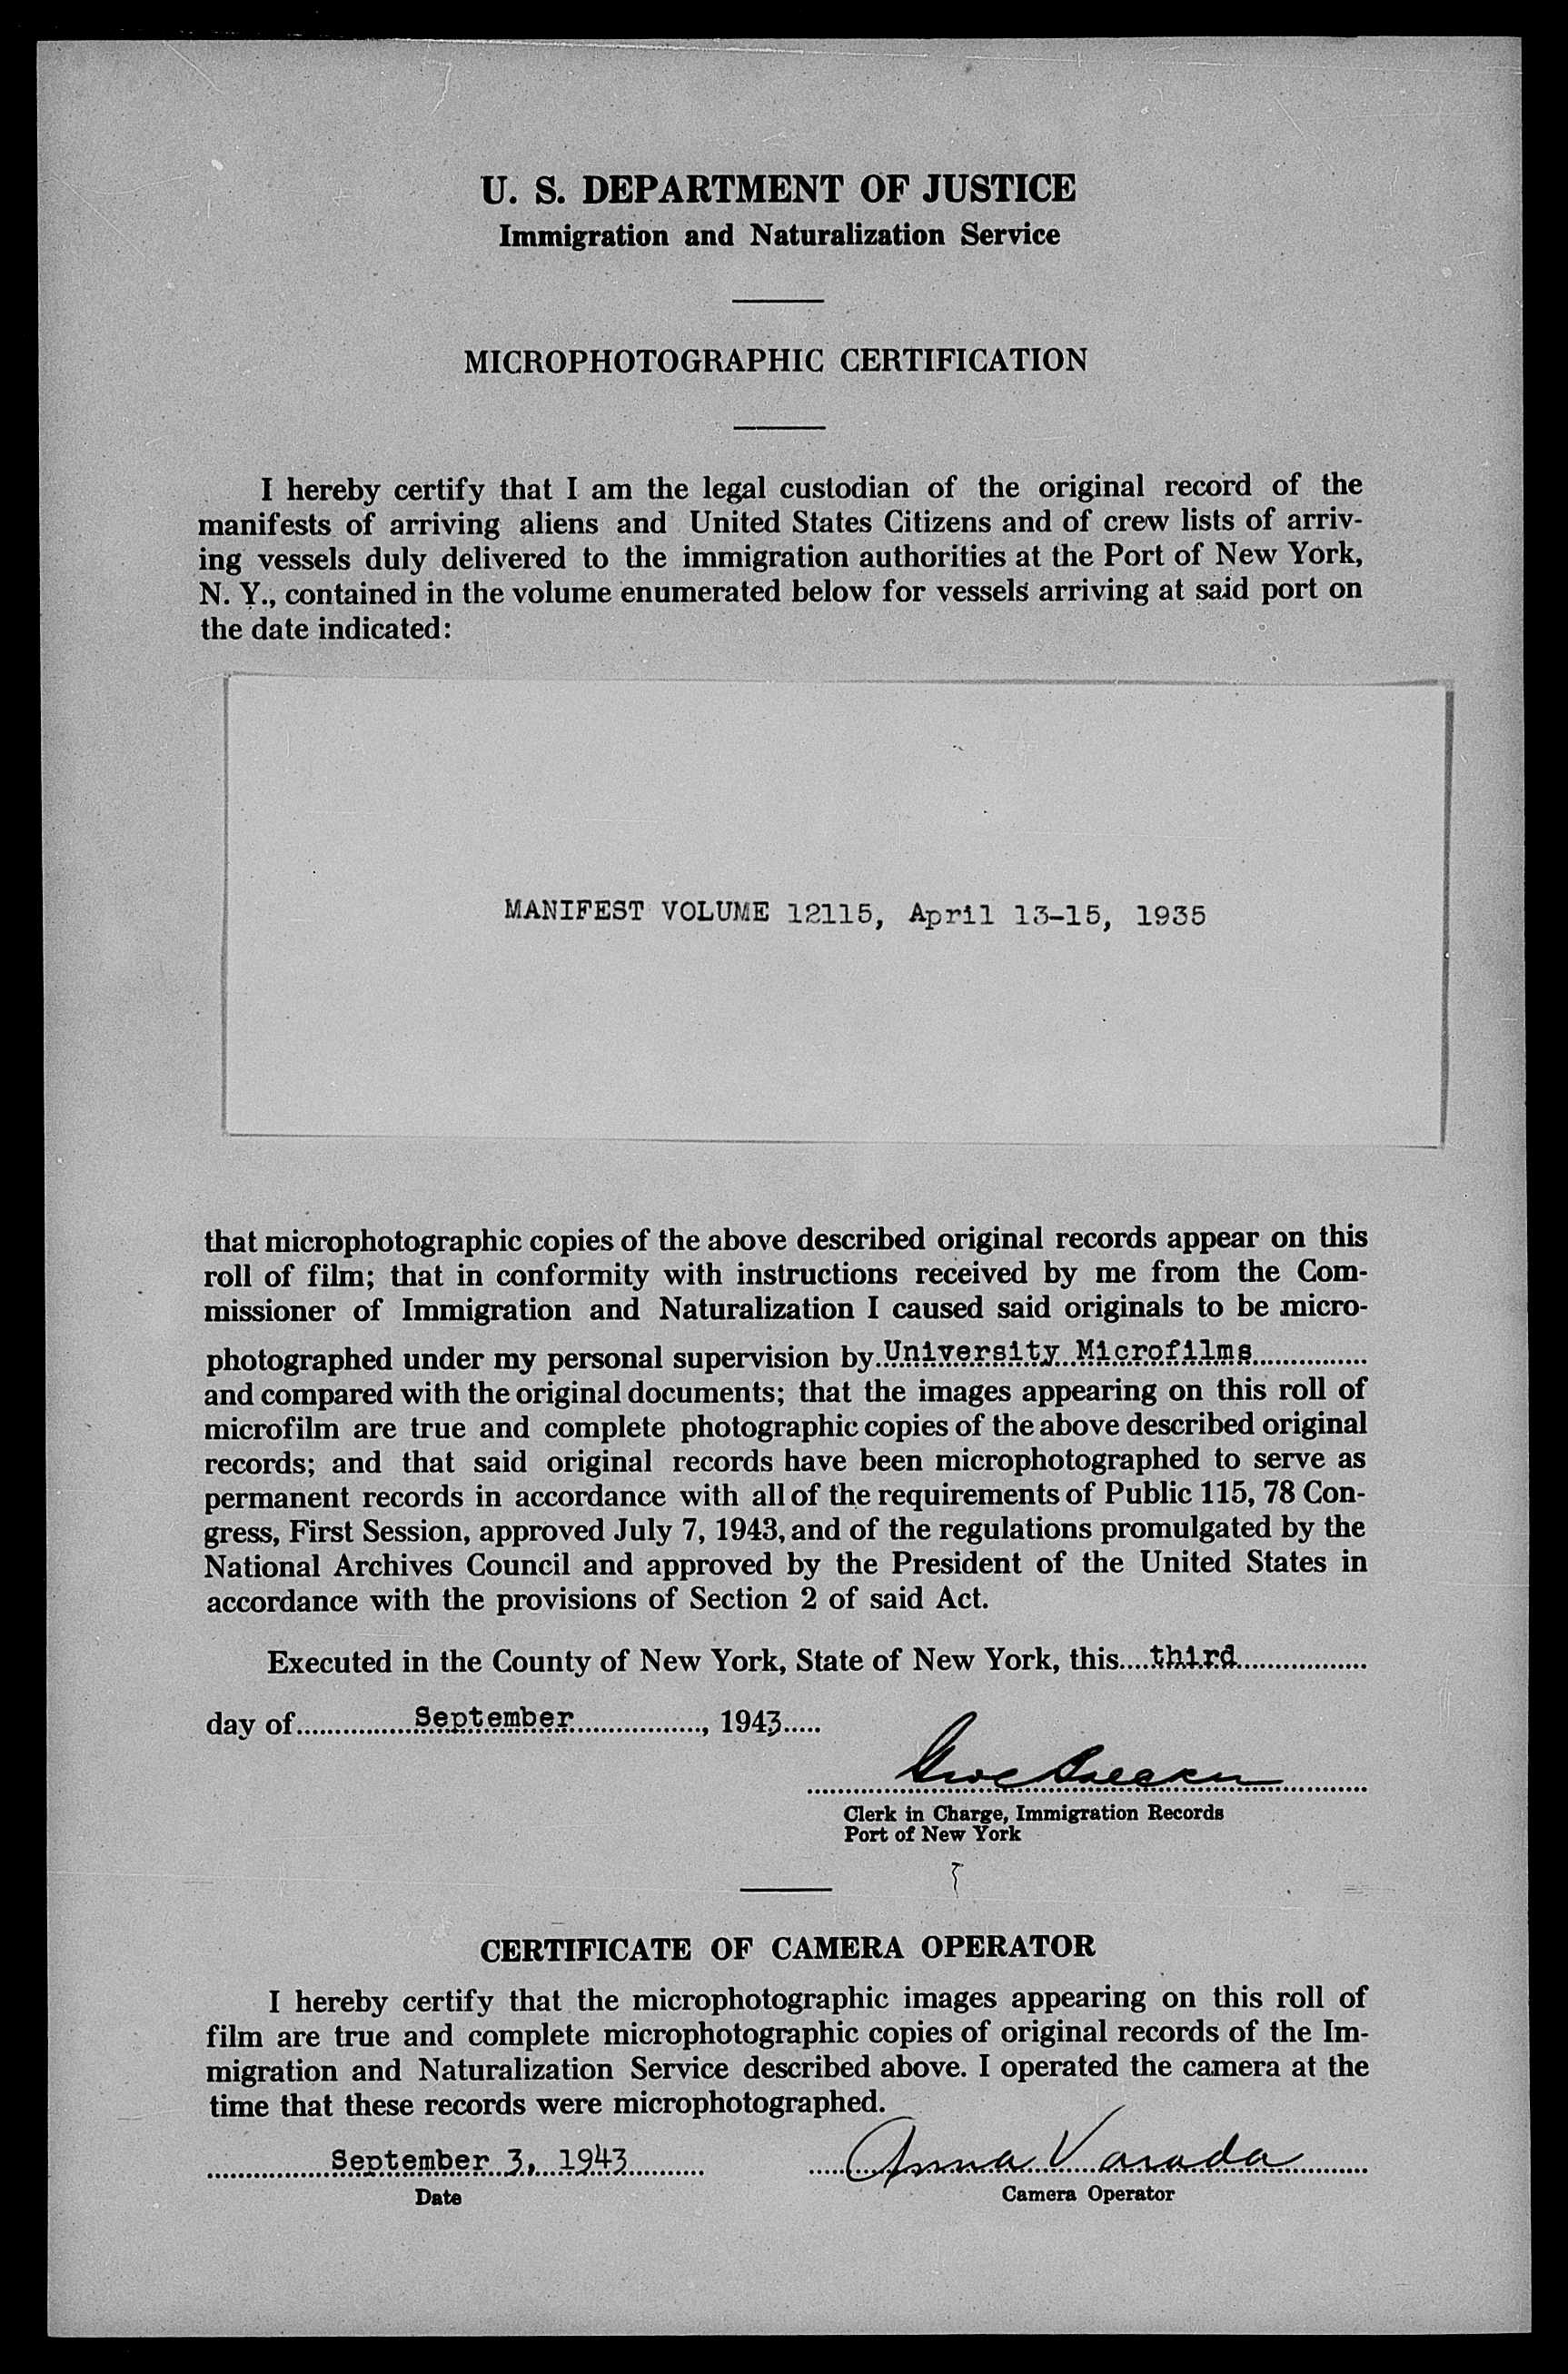 U. S. DEPARTMENT OF JUSTICE
Immigration and Naturalization Service
MICROPHOTOGRAPHIC CERTIFICATION
I hereby certify that I am the legal custodian of the original record of the
manifests of arriving aliens and United States Citizens and of crew lists of arriv-
ing vessels duly delivered to the immigration authorities at the Port of New York,
N. Y., contained in the volume enumerated below for vessels arriving at said port on
the date indicated:
MANIFEST VOLUME 12115, April 13-15, 1935
that microphotographic copies of the above described original records appear on this
roll of film; that in conformity with instructions received by me from the Com-
missioner of Immigration and Naturalization I caused said originals to be micro-
photographed under my personal supervision by University Microfilms
and compared with the original documents; that the images appearing on this roll of
microfilm are true and complete photographic copies of the above described original
records; and that said original records have been microphotographed to serve as
permanent records in accordance with all of the requirements of Public 115, 78 Con-
gress, First Session, approved July 7, 1943, and of the regulations promulgated by the
National Archives Council and approved by the President of the United States in
accordance with the provisions of Section 2 of said Act.
Executed in the County of New York, State of New York, this....third
day of September, 1943
Clerk in Charge, Immigration Records
Port of New York
CERTIFICATE OF CAMERA OPERATOR
I hereby certify that the microphotographic images appearing on this roll of
film are true and complete microphotographic copies of original records of the Im-
migration and Naturalization Service described above. I operated the camera at the
time that these records were microphotographed.
September 3, 1943 Anna Varada
Date Camera Operator